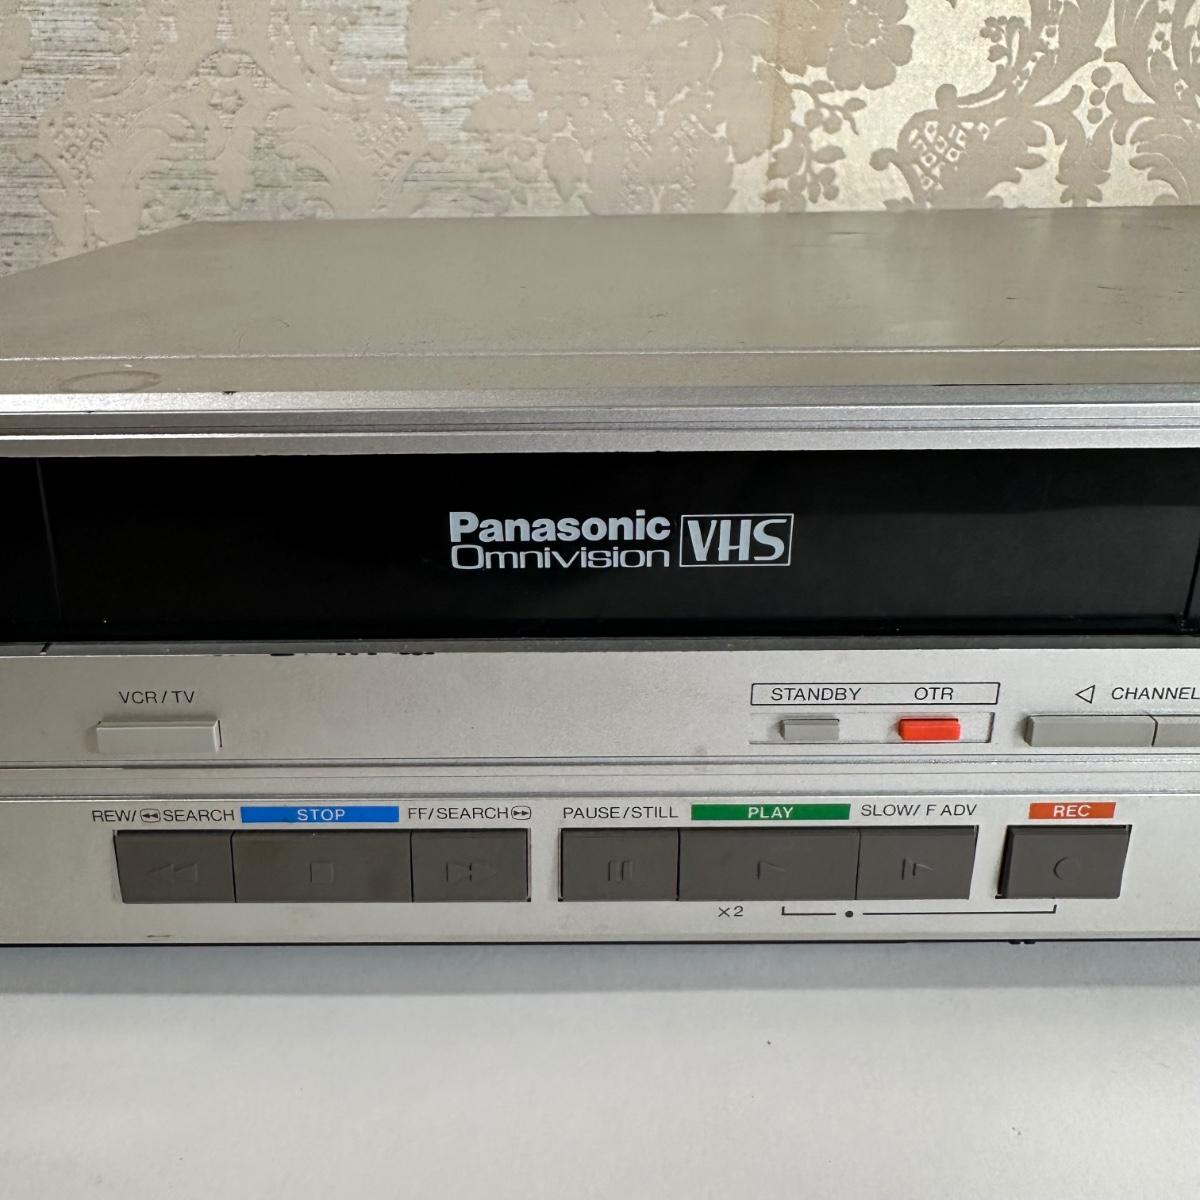 Panasonic
Omnivision VHS
VCR/TV
STANDBY OTR
CHANNEL
REW/ SEARCH STOP FF/SEARCH PAUSE/STILL PLAY SLOW/ F ADV REC
X2